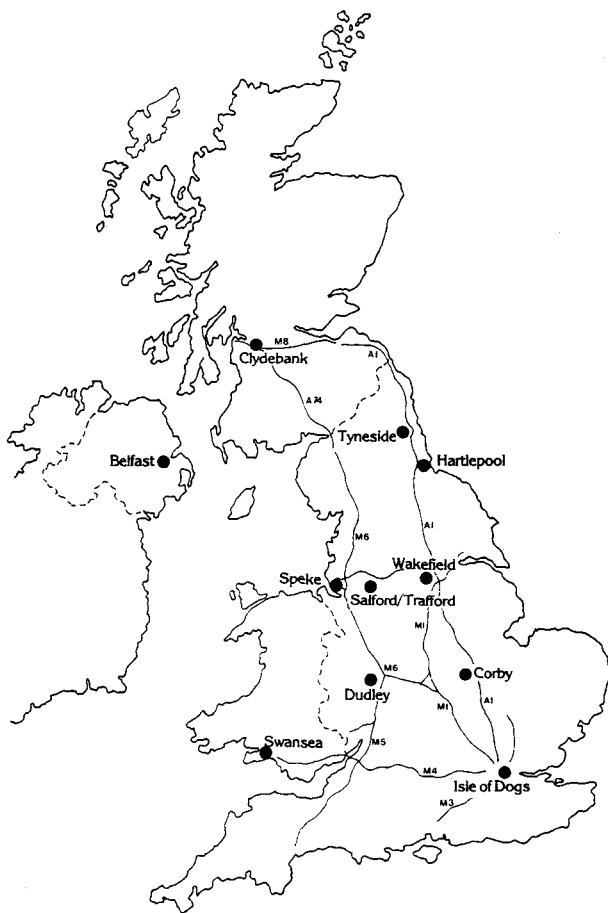 M8
Clydebank
A1
A74
Tyneside
Belfast
Hartlepool
A1
M6
Wakefield
Speke
Salford/Trafford
M1
M6
Corby
Dudley
A1
M1
Swansea
M5
M4
Isle of Dogs
M3